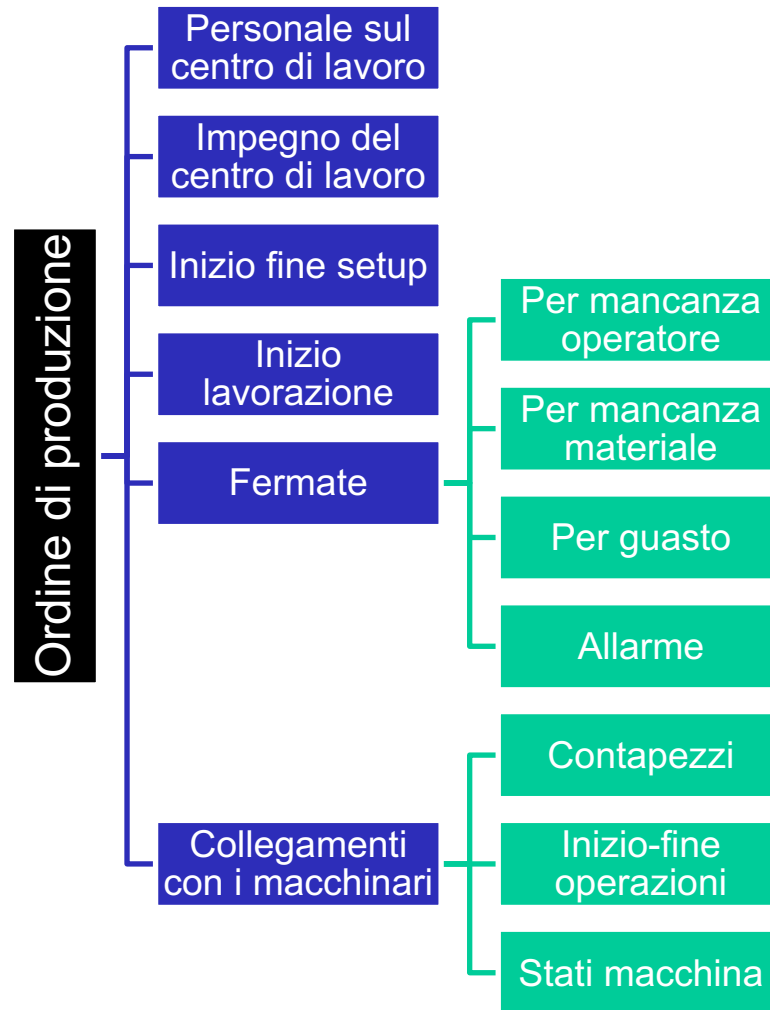 Ordine di produzione
Personale sul
centro di lavoro
Impegno del
centro di lavoro
Inizio fine setup
Inizio
lavorazione
Fermate
Per mancanza
operatore
Per mancanza
materiale
Per guasto
Allarme
Collegamenti
con i macchinari
Contapezzi
Inizio-fine
operazioni
Stati macchina